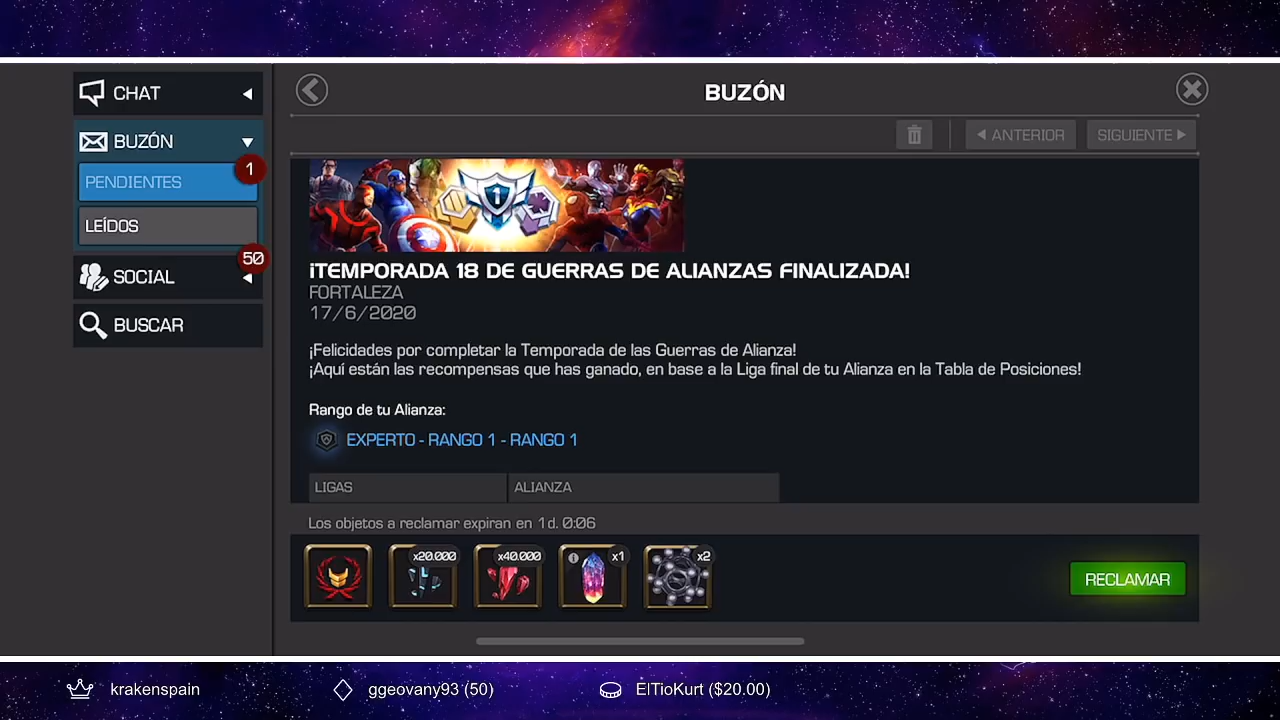 CHAT
BUZÓN
PENDIENTES
1
LEÍDOS
50
SOCIAL
BUSCAR
BUZÓN
ANTERIOR
SIGUIENTE
1
¡TEMPORADA 18 DE GUERRAS DE ALIANZAS FINALIZADA!
FORTALEZA
17/6/2020
¡Felicidades por completar la Temporada de las Guerras de Alianza!
¡Aquí están las recompensas que has ganado, en base a la Liga final de tu Alianza en la Tabla de Posiciones!
Rango de tu Alianza:
EXPERTO - RANGO 1 - RANGO 1
LIGAS ALIANZA
Los objetos a reclamar expiran en 1d. 0:06
x20.000 x40.000 x1 x2
RECLAMAR
krakenspain ggeovany93 (50) ElTioKurt ($20.00)